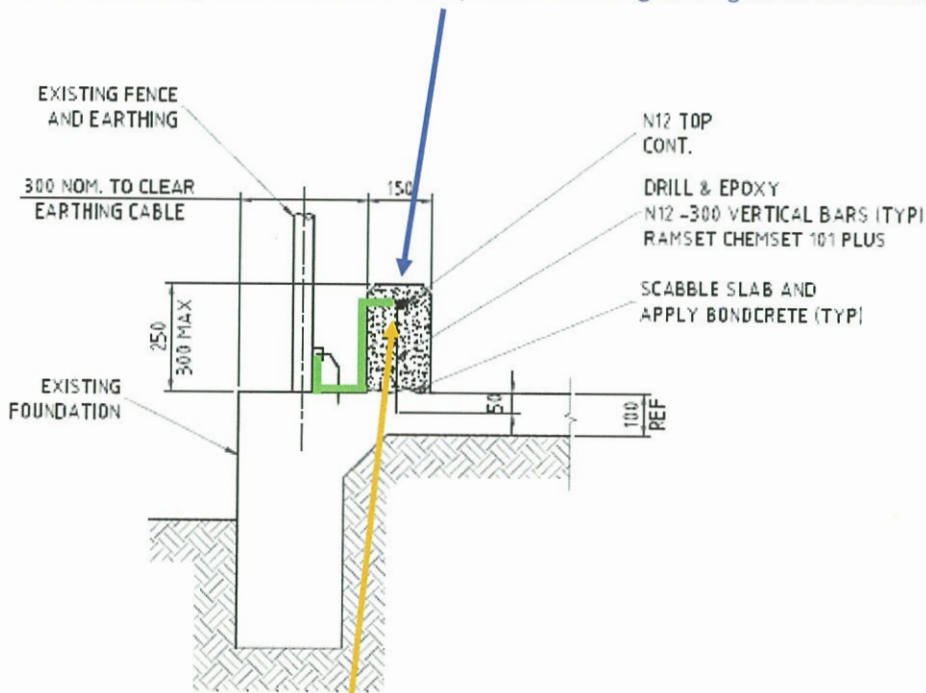 EXISTING FENCE
AND EARTHING
300 NOM. TO CLEAR
EARTHING CABLE
150
N12 TOP
CONT.
DRILL & EPOXY
N12 -300 VERTICAL BARS (TYP)
RAMSET CHEMSET 101 PLUS
SCABBLE SLAB AND
APPLY BONDCRETE (TYP)
250
300 MAX
EXISTING
FOUNDATION
50
100
REF